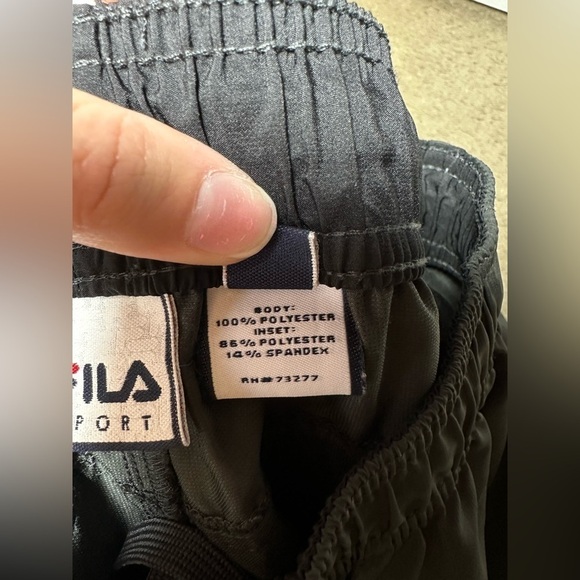 BODY:
100% POLYESTER
INSET:
86% POLYESTER
14% SPANDEX
RN# 73277
ILA
PORT